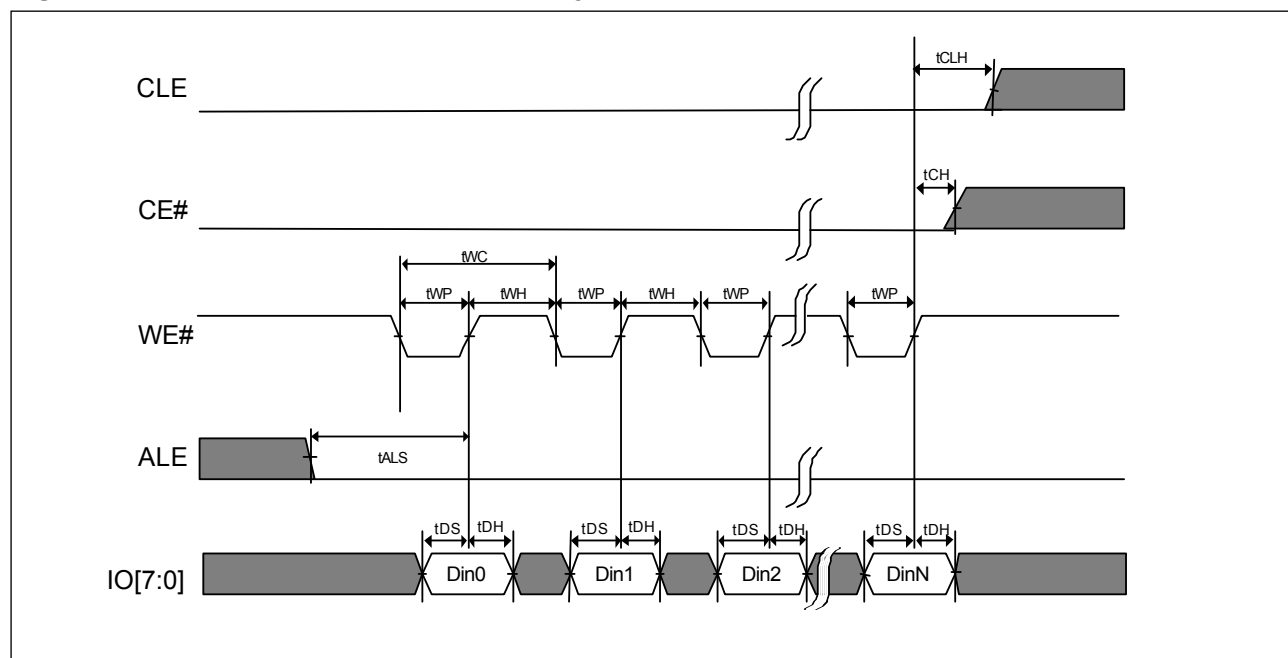 tCLH
CLE
tCH
CE#
tWC
tWP tWH tWP tWH tWP tWP
WE#
ALE
tALS
tDS tDH tDS tDH tDS tDH tDS tDH
IO[7:0] Din0 Din1 Din2 DinN